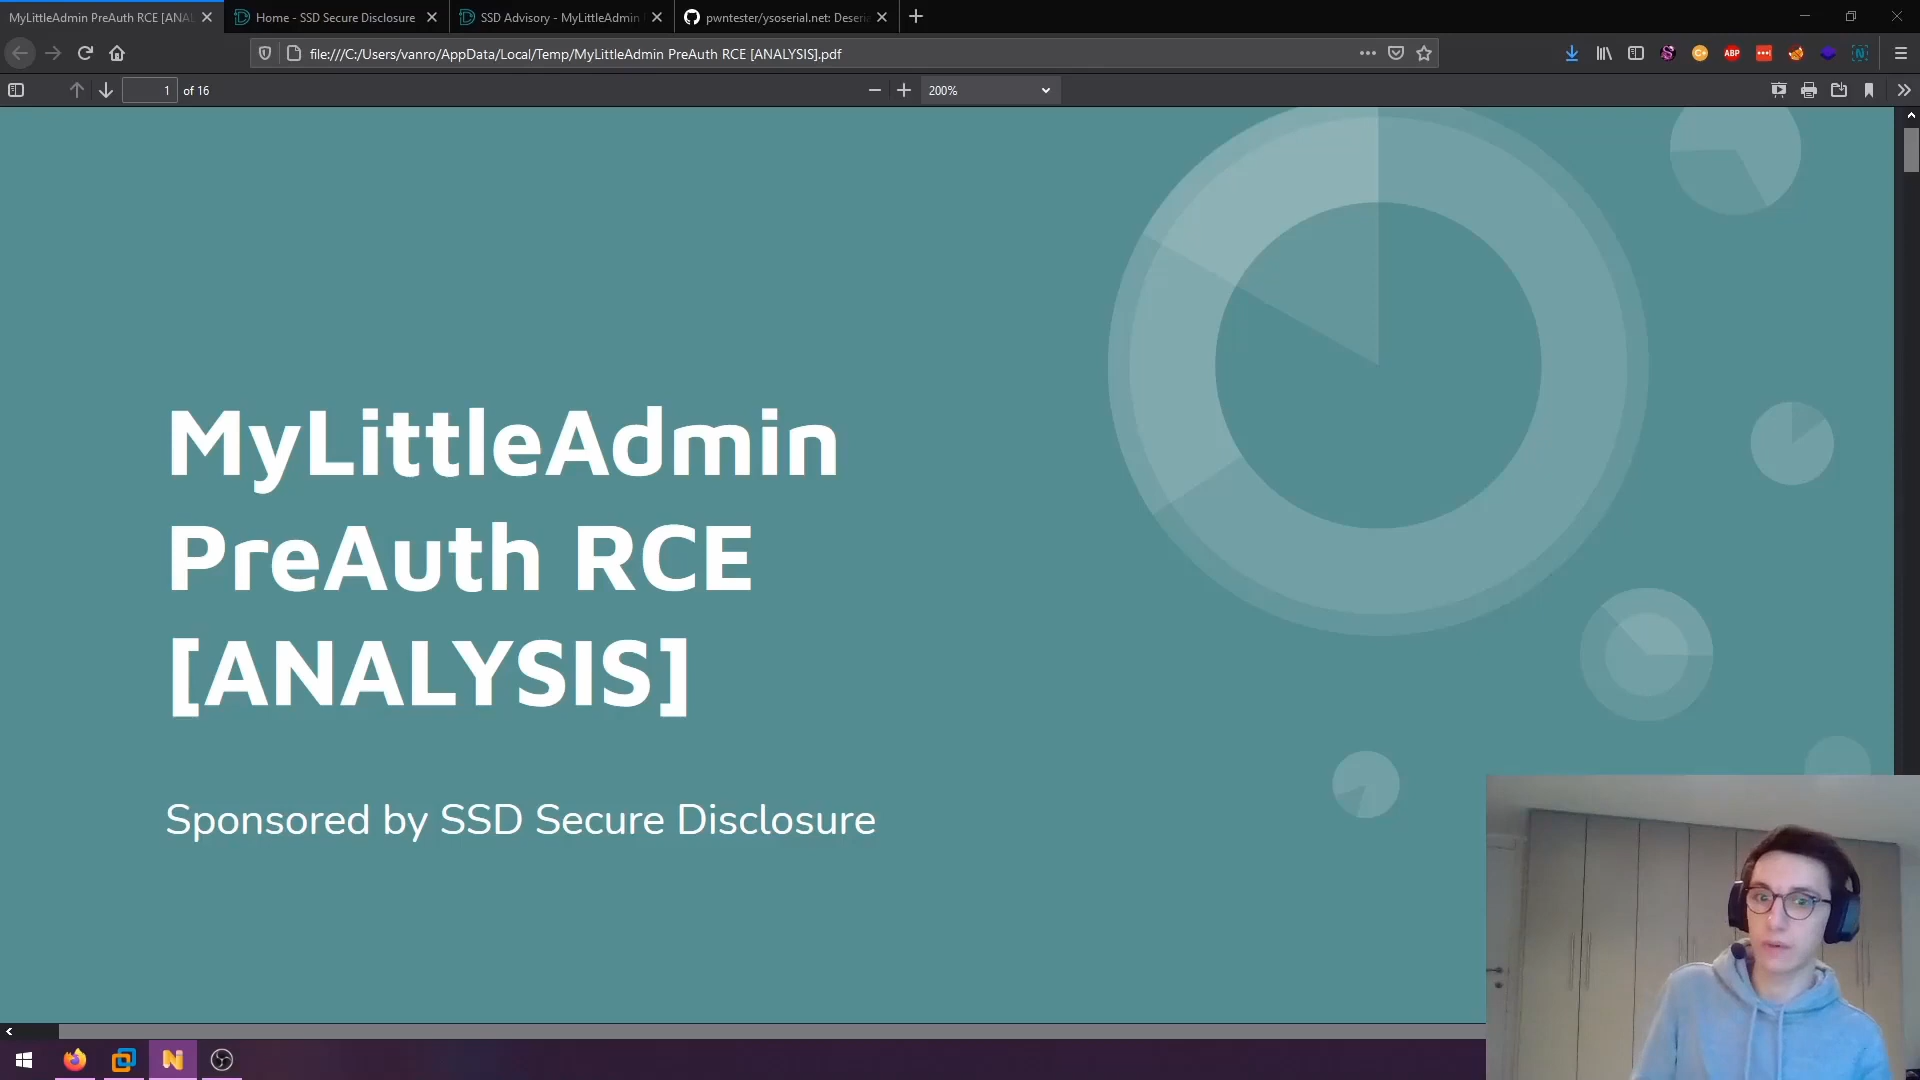 MyLittleAdmin PreAuth RCE [ANAL
Home - SSD Secure Disclosure
SSD Advisory - MyLittleAdmin
pwntester/ysoserial.net: Deseria
file:///C:/Users/vanro/AppData/Local/Temp/MyLittleAdmin PreAuth RCE [ANALYSIS].pdf
ABP
1 of 16
200%
MyLittleAdmin
PreAuth RCE
[ANALYSIS]
Sponsored by SSD Secure Disclosure